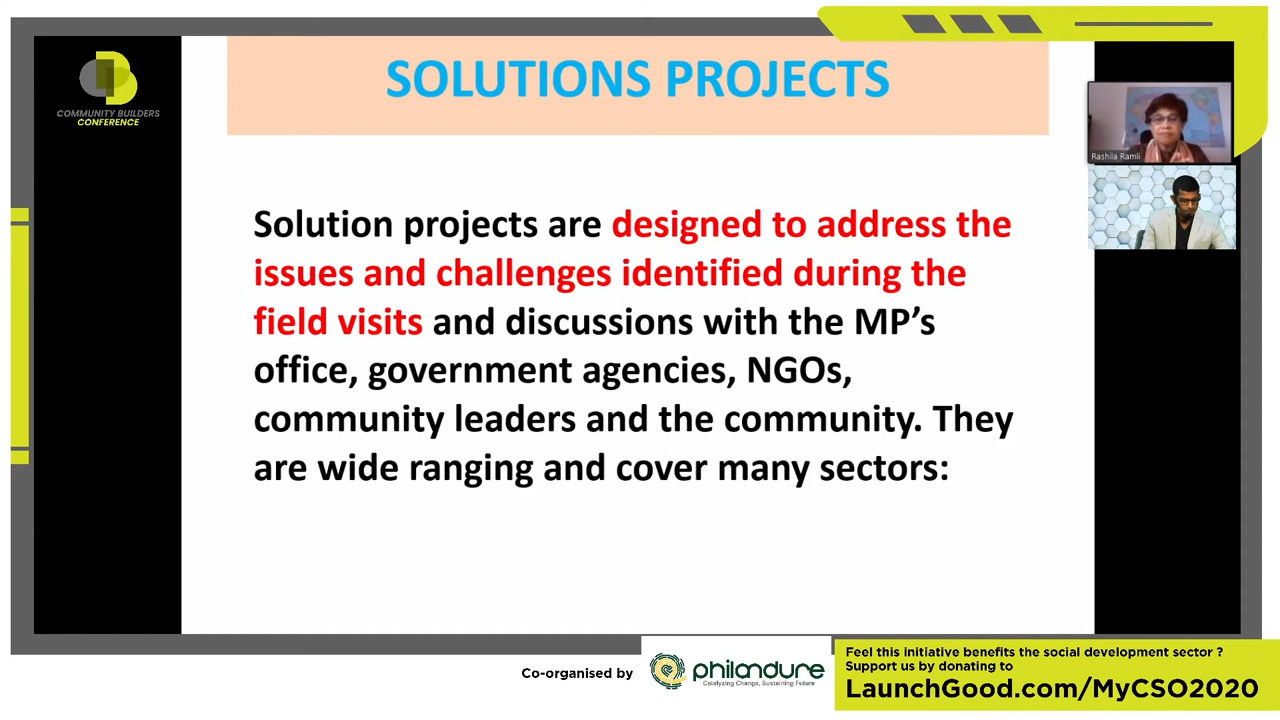 COMMUNITY BUILDERS
CONFERENCE
SOLUTIONS PROJECTS
Solution projects are designed to address the
issues and challenges identified during the
field visits and discussions with the MP’s
office, government agencies, NGOs,
community leaders and the community. They
are wide ranging and cover many sectors:
Rashila Ramli
Co-organised by
philandure
Catalyzing Change, Sustaining Future
Feel this initiative benefits the social development sector ?
Support us by donating to
LaunchGood.com/MyCSO2020